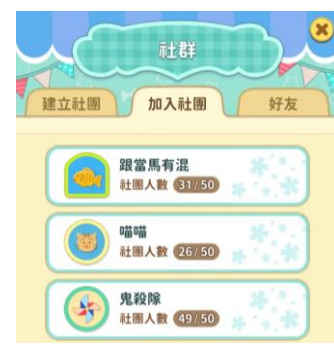 社群
建立社團
加入社團
好友
跟當馬有混
社團人數 31/50
喵喵
社團人數 26/50
鬼殺隊
社團人數 49/50